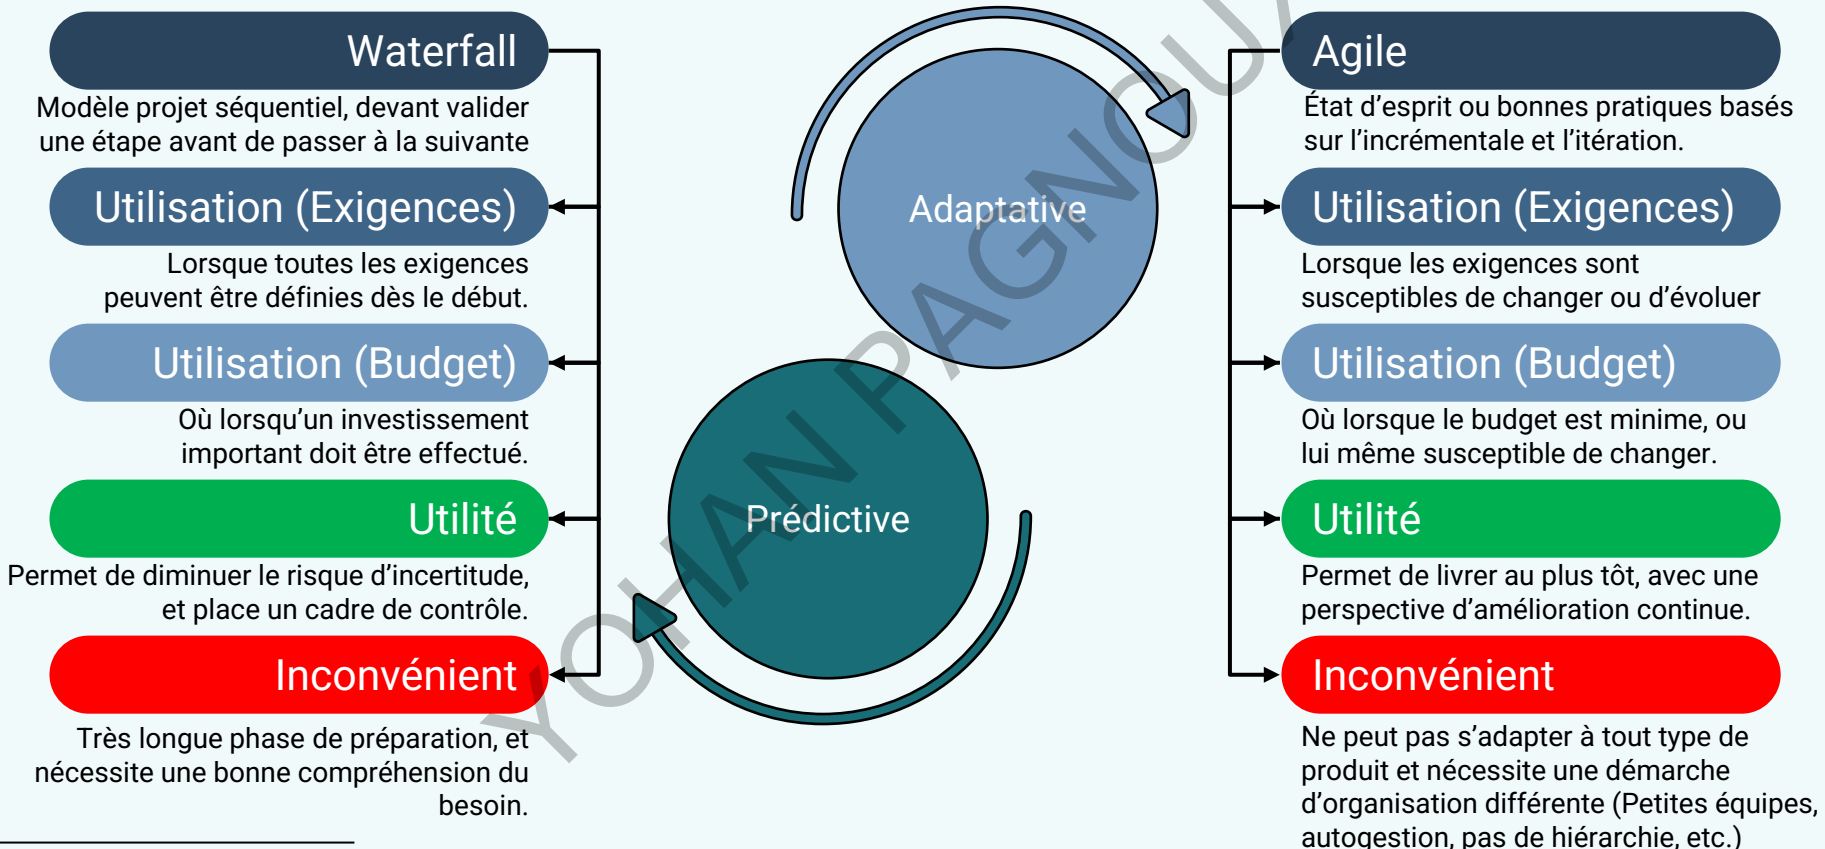 Waterfall
Modèle projet séquentiel, devant valider
une étape avant de passer à la suivante
Utilisation (Exigences)
Lorsque toutes les exigences
peuvent être définies dès le début.
Utilisation (Budget)
Où lorsqu’un investissement
important doit être effectué.
Utilité
Permet de diminuer le risque d’incertitude,
et place un cadre de contrôle.
Inconvénient
Très longue phase de préparation, et
nécessite une bonne compréhension du
besoin.
Adaptative
Prédictive
YOHAN PAGNOUX
Agile
État d’esprit ou bonnes pratiques basés
sur l’incrémentale et l’itération.
Utilisation (Exigences)
Lorsque les exigences sont
susceptibles de changer ou d’évoluer
Utilisation (Budget)
Où lorsque le budget est minime, ou
lui même susceptible de changer.
Utilité
Permet de livrer au plus tôt, avec une
perspective d’amélioration continue.
Inconvénient
Ne peut pas s’adapter à tout type de
produit et nécessite une démarche
d’organisation différente (Petites équipes,
autogestion, pas de hiérarchie, etc.)